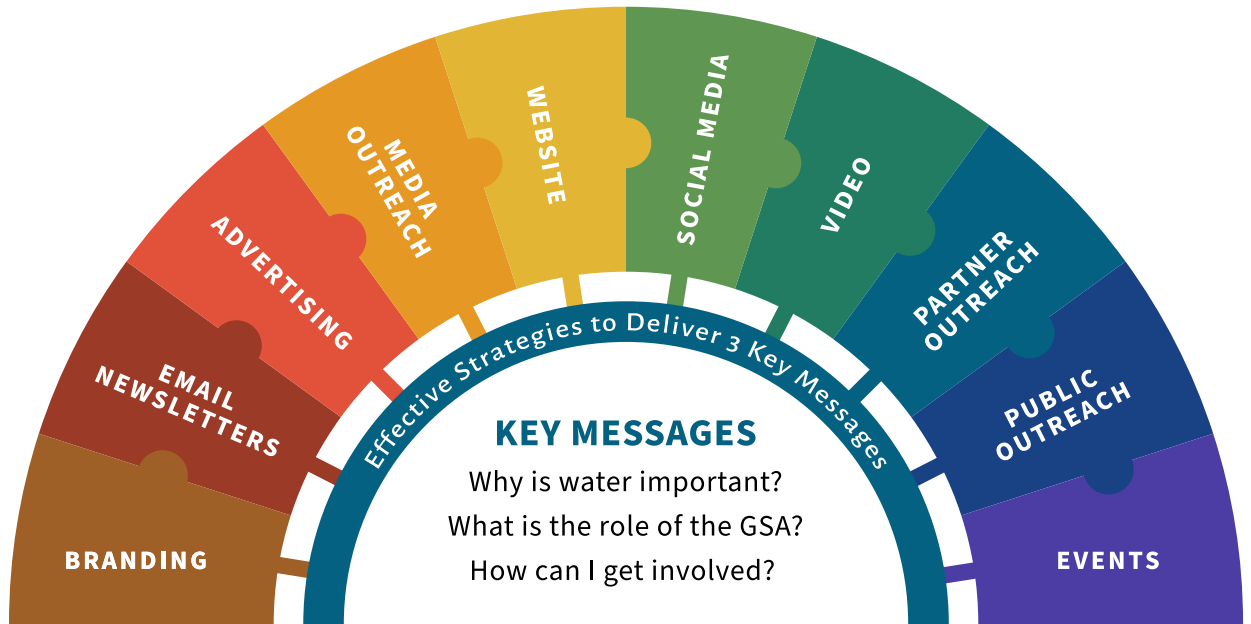 BRANDING
EMAIL
NEWSLETTERS
ADVERTISING
MEDIA
OUTREACH
WEBSITE
SOCIAL MEDIA
VIDEO
PARTNER
OUTREACH
PUBLIC
OUTREACH
EVENTS
Effective Strategies to Deliver 3 Key Messages
KEY MESSAGES
Why is water important?
What is the role of the GSA?
How can I get involved?